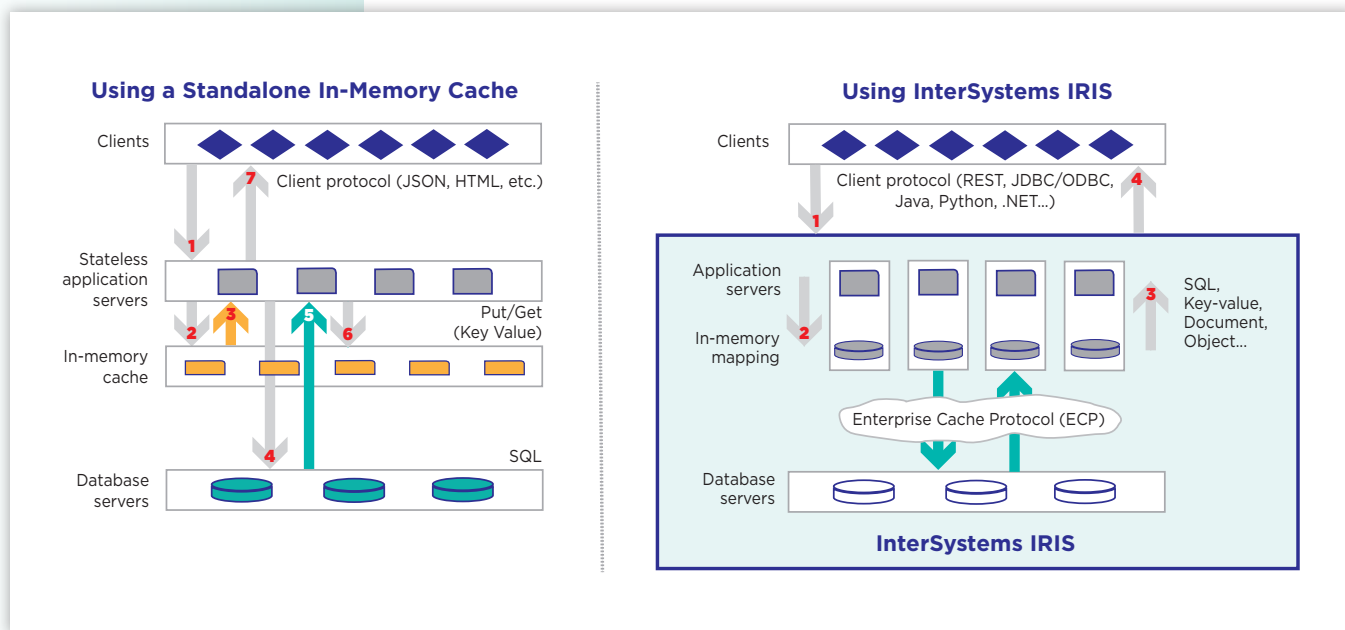 Using a Standalone In-Memory Cache
Clients
7
Client protocol (JSON, HTML, etc.)
1
Stateless
application
servers
Put/Get
(Key Value)
2
3
5
6
In-memory
cache
4
SQL
Database
servers
Using InterSystems IRIS
Clients
Client protocol (REST, JDBC/ODBC,
Java, Python, .NET...)
4
1
Application
servers
2
In-memory
mapping
3
SQL,
Key-value,
Document,
Object...
Enterprise Cache Protocol (ECP)
Database
servers
InterSystems IRIS